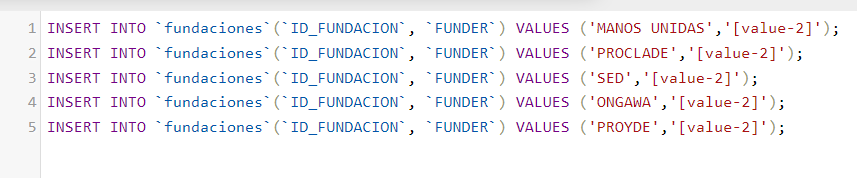 1 INSERT INTO `fundaciones`(`ID_FUNDACION`, `FUNDER`) VALUES ('MANOS UNIDAS','[value-2]');
2 INSERT INTO `fundaciones`(`ID_FUNDACION`, `FUNDER`) VALUES ('PROCLADE','[value-2]');
3 INSERT INTO `fundaciones`(`ID_FUNDACION`, `FUNDER`) VALUES ('SED','[value-2]');
4 INSERT INTO `fundaciones`(`ID_FUNDACION`, `FUNDER`) VALUES ('ONGAWA','[value-2]');
5 INSERT INTO `fundaciones`(`ID_FUNDACION`, `FUNDER`) VALUES ('PROYDE','[value-2]');